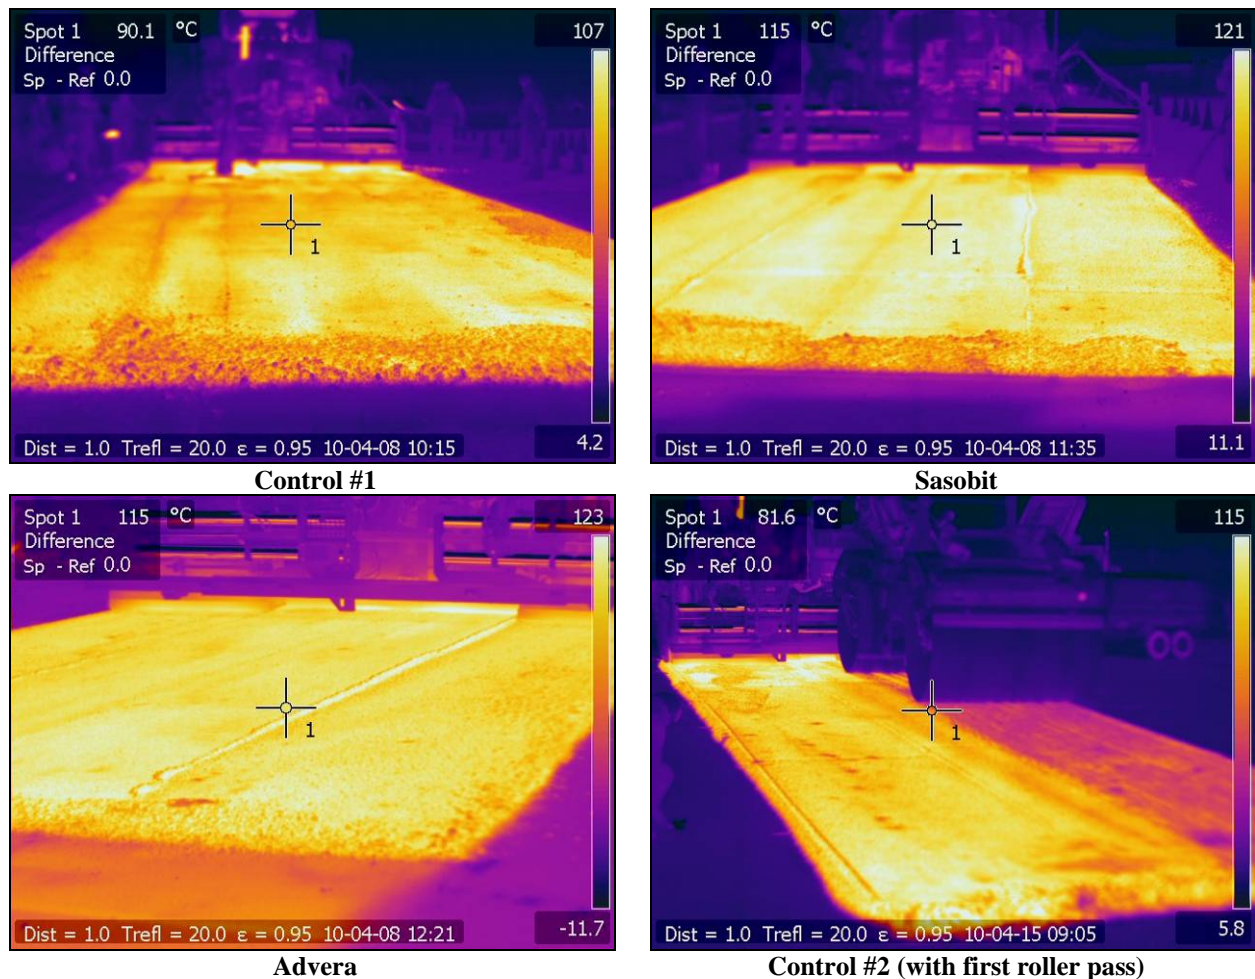 Spot 1 90.1 °C
107
Difference
Sp - Ref 0.0
1
4.2
Dist = 1.0 Trefl = 20.0 ε = 0.95 10-04-08 10:15
Control #1
Spot 1 115 °C
121
Difference
Sp - Ref 0.0
1
11.1
Dist = 1.0 Trefl = 20.0 ε = 0.95 10-04-08 11:35
Sasobit
Spot 1 115 °C
123
Difference
Sp - Ref 0.0
1
-11.7
Dist = 1.0 Trefl = 20.0 ε = 0.95 10-04-08 12:21
Advera
Spot 1 81.6 °C
115
Difference
Sp - Ref 0.0
1
5.8
Dist = 1.0 Trefl = 20.0 ε = 0.95 10-04-15 09:05
Control #2 (with first roller pass)